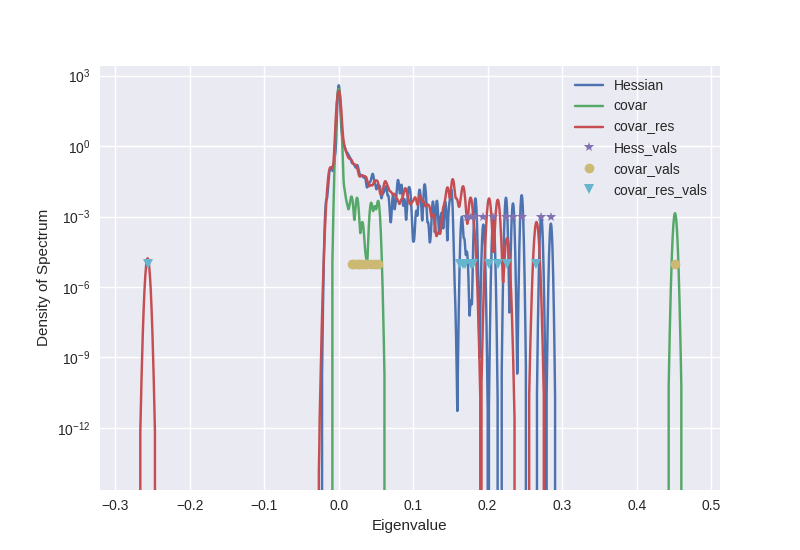 10^3
10^0
10^−3
10^−6
10^−9
10^−12
Density of Spectrum
Hessian
covar
covar_res
Hess_vals
covar_vals
covar_res_vals
−0.3 −0.2 −0.1 0.0 0.1 0.2 0.3 0.4 0.5
Eigenvalue